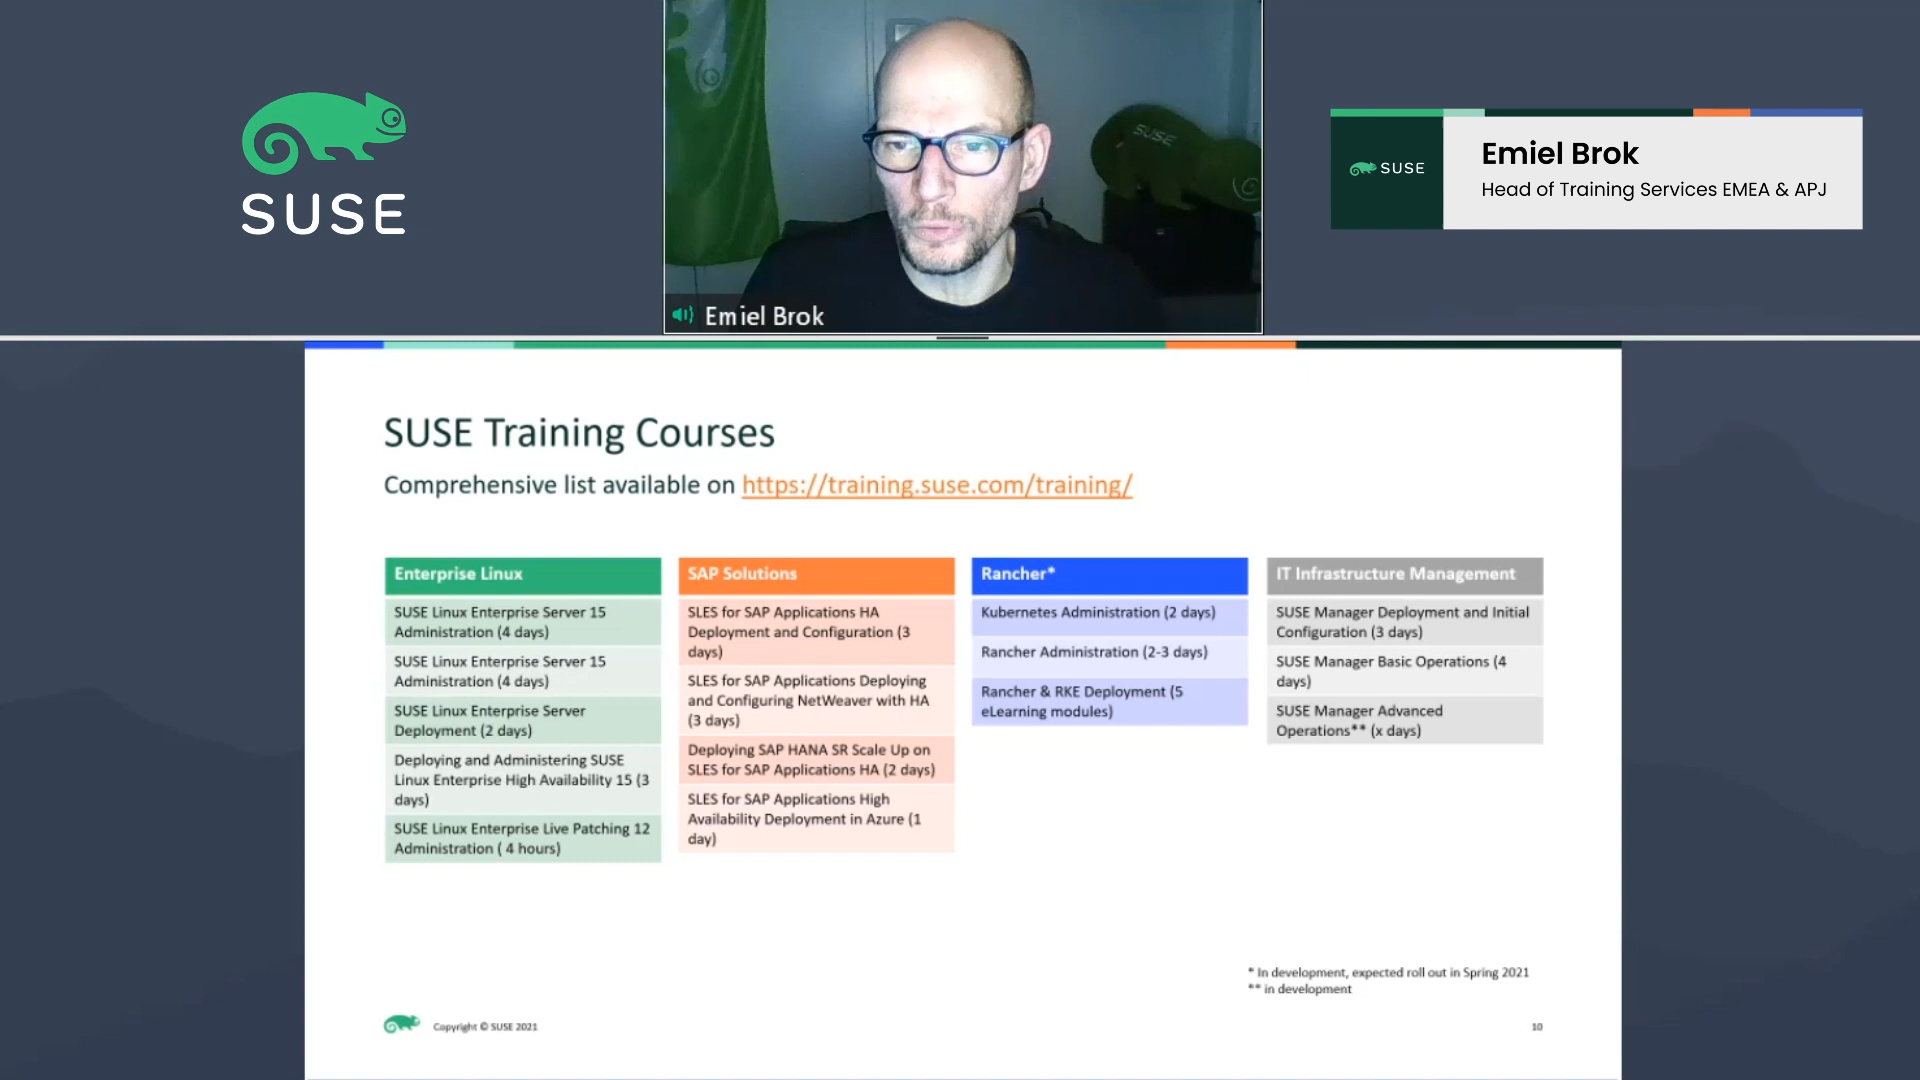 SUSE
SUSE
Emiel Brok
SUSE
Emiel Brok
Head of Training Services EMEA & APJ
SUSE Training Courses
Comprehensive list available on https://training.suse.com/training/
Enterprise Linux
SUSE Linux Enterprise Server 15
Administration (4 days)
SUSE Linux Enterprise Server 15
Administration (4 days)
SUSE Linux Enterprise Server
Deployment (2 days)
Deploying and Administering SUSE
Linux Enterprise High Availability 15 (3
days)
SUSE Linux Enterprise Live Patching 12
Administration ( 4 hours)
SAP Solutions
SLES for SAP Applications HA
Deployment and Configuration (3
days)
SLES for SAP Applications Deploying
and Configuring NetWeaver with HA
(3 days)
Deploying SAP HANA SR Scale Up on
SLES for SAP Applications HA (2 days)
SLES for SAP Applications High
Availability Deployment in Azure (1
day)
Rancher*
Kubernetes Administration (2 days)
Rancher Administration (2-3 days)
Rancher & RKE Deployment (5
eLearning modules)
IT Infrastructure Management
SUSE Manager Deployment and Initial
Configuration (3 days)
SUSE Manager Basic Operations (4
days)
SUSE Manager Advanced
Operations** (x days)
* In development, expected roll out in Spring 2021
** in development
Copyright © SUSE 2021
10